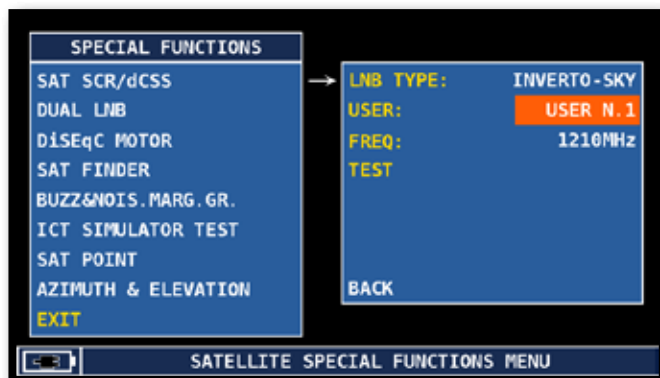 SPECIAL FUNCTIONS
SAT SCR/dCSS
DUAL LNB
DiSEqC MOTOR
SAT FINDER
BUZZ&NOIS.MARG.GR.
ICT SIMULATOR TEST
SAT POINT
AZIMUTH & ELEVATION
EXIT
LNB TYPE: INVERTO-SKY
USER: USER N.1
FREQ: 1210MHz
TEST
BACK
SATELLITE SPECIAL FUNCTIONS MENU